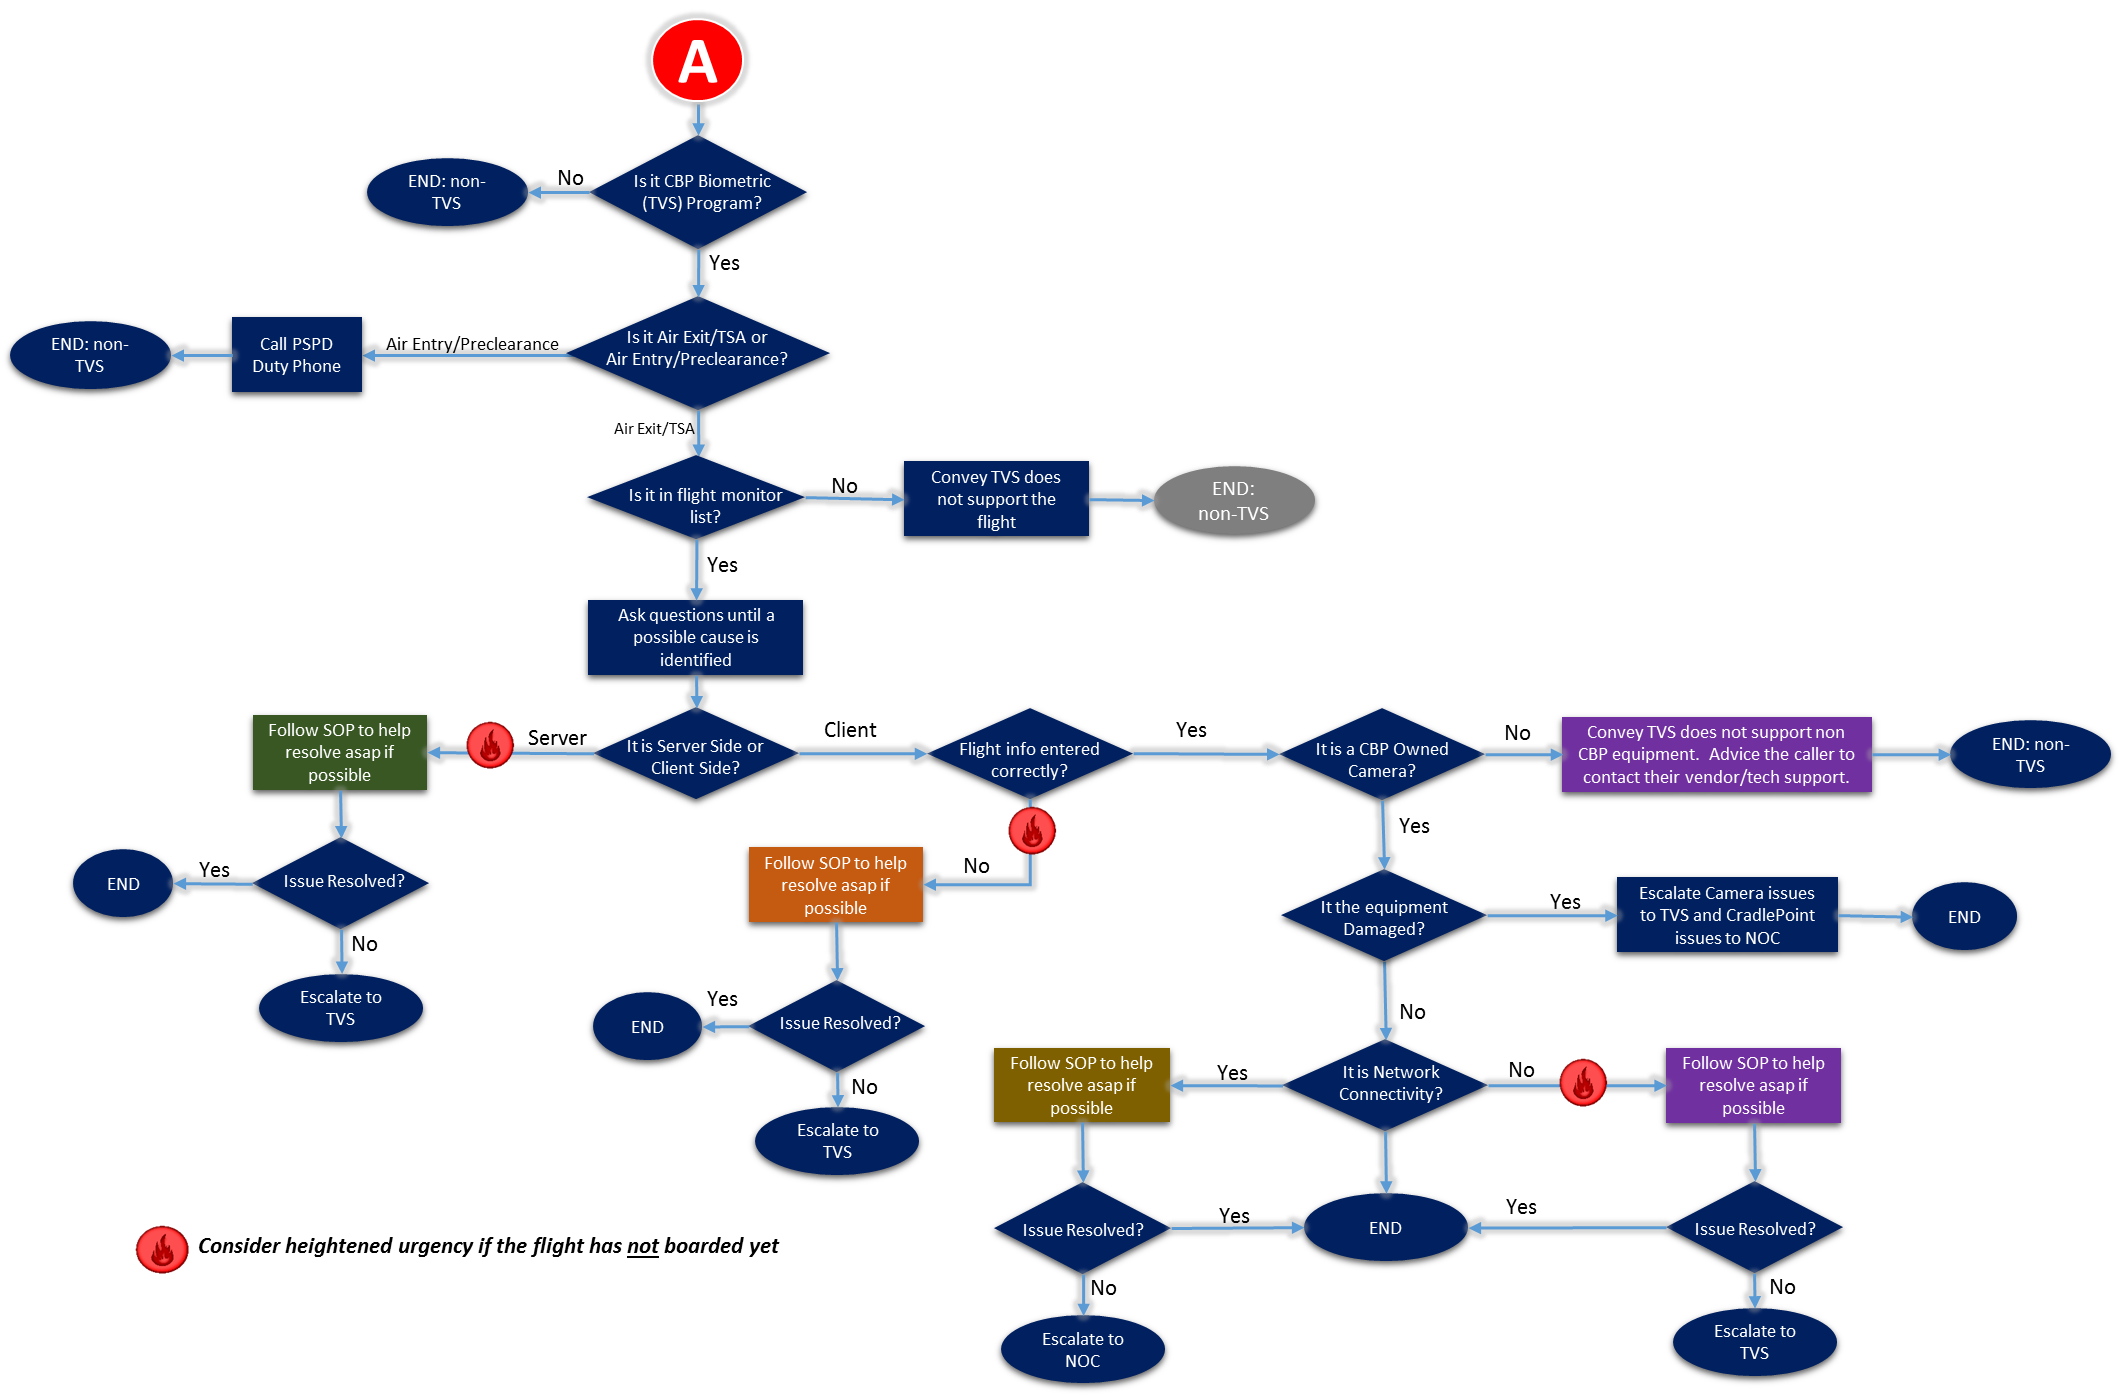 A
Is it CBP Biometric
(TVS) Program?
No
END: non-
TVS
Yes
Is it Air Exit/TSA or
Air Entry/Preclearance?
Air Entry/Preclearance
Call PSPD
Duty Phone
END: non-
TVS
Air Exit/TSA
Is it in flight monitor
list?
No
Convey TVS does
not support the
flight
END:
non-TVS
Yes
Ask questions until a
possible cause is
identified
It is Server Side or
Client Side?
Server
Follow SOP to help
resolve asap if
possible
Issue Resolved?
Yes
END
No
Escalate to
TVS
Client
Flight info entered
correctly?
No
Follow SOP to help
resolve asap if
possible
Issue Resolved?
Yes
END
No
Escalate to
TVS
Yes
It is a CBP Owned
Camera?
No
Convey TVS does not support non
CBP equipment.  Advice the caller to
contact their vendor/tech support.
END: non-
TVS
Yes
It the equipment
Damaged?
Yes
Escalate Camera issues
to TVS and CradlePoint
issues to NOC
END
No
It is Network
Connectivity?
Yes
Follow SOP to help
resolve asap if
possible
Issue Resolved?
Yes
END
No
Escalate to
NOC
No
Follow SOP to help
resolve asap if
possible
Issue Resolved?
Yes
No
Escalate to
TVS
Consider heightened urgency if the flight has not boarded yet